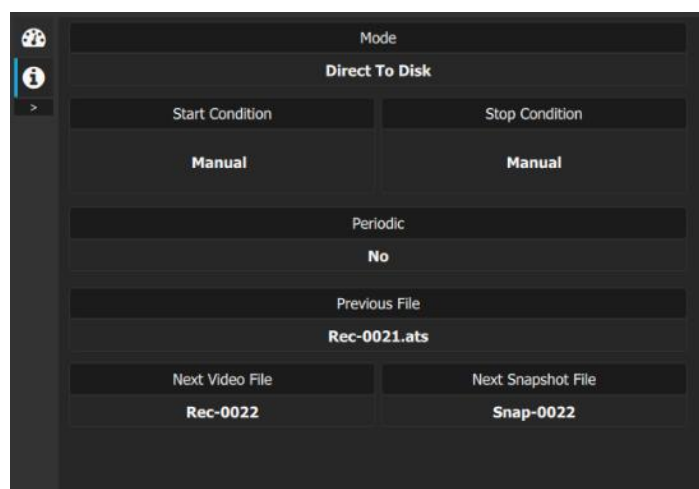 Mode
Direct To Disk
>
Start Condition Stop Condition
Manual Manual
Periodic
No
Previous File
Rec-0021.ats
Next Video File Next Snapshot File
Rec-0022 Snap-0022